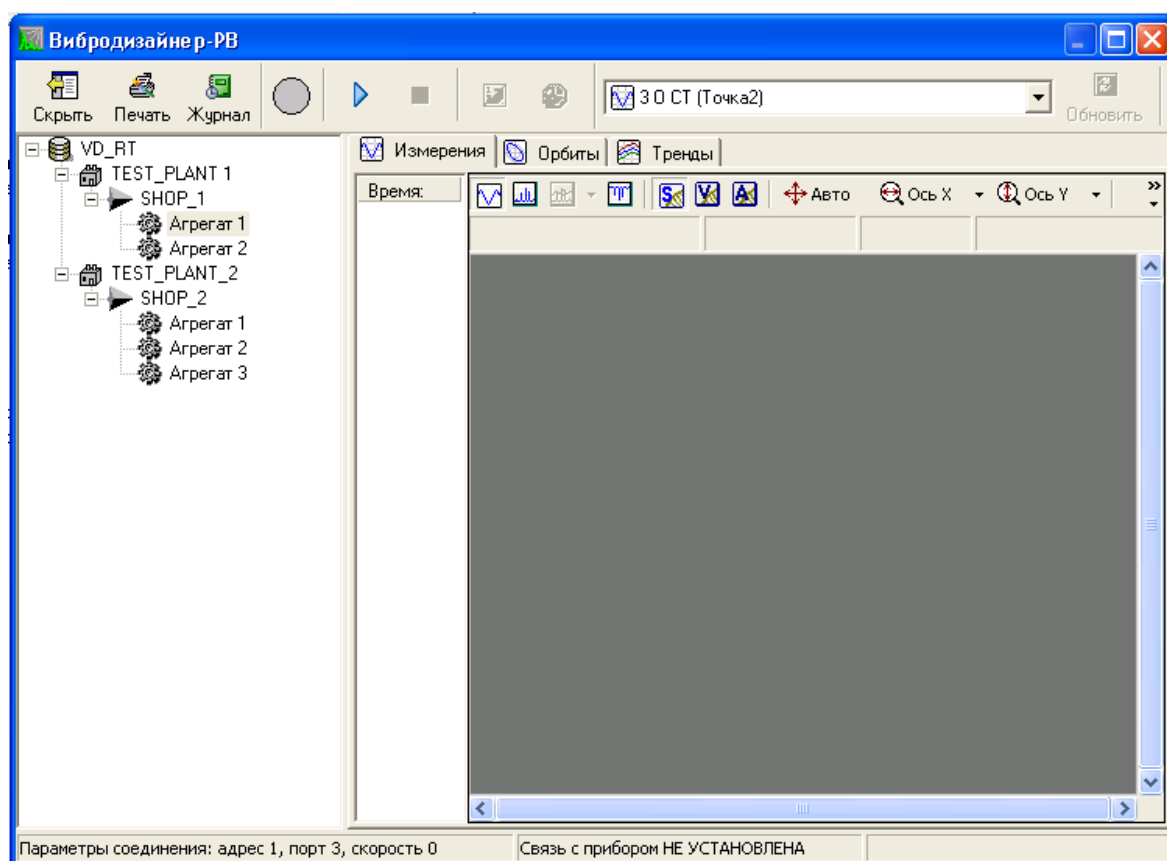 Вибродизайнер-РВ
Скрыть Печать Журнал
3 О СТ (Точка2)
Обновить
VD_RT
TEST_PLANT 1
SHOP_1
Агрегат 1
Агрегат 2
TEST_PLANT_2
SHOP_2
Агрегат 1
Агрегат 2
Агрегат 3
Измерения Орбиты Тренды
Время:
S V A Авто Ось X Ось Y »
Параметры соединения: адрес 1, порт 3, скорость 0 Связь с прибором НЕ УСТАНОВЛЕНА